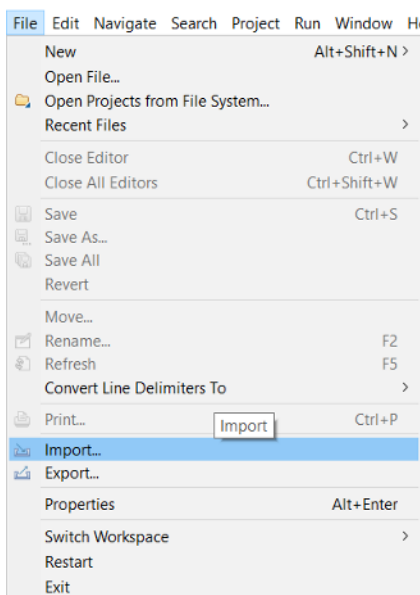 File Edit Navigate Search Project Run Window
New Alt+Shift+N >
Open File...
Open Projects from File System...
Recent Files >
Close Editor Ctrl+W
Close All Editors Ctrl+Shift+W
Save Ctrl+S
Save As...
Save All
Revert
Move...
Rename... F2
Refresh F5
Convert Line Delimiters To >
Print... Ctrl+P
Import
Import...
Export...
Properties Alt+Enter
Switch Workspace >
Restart
Exit